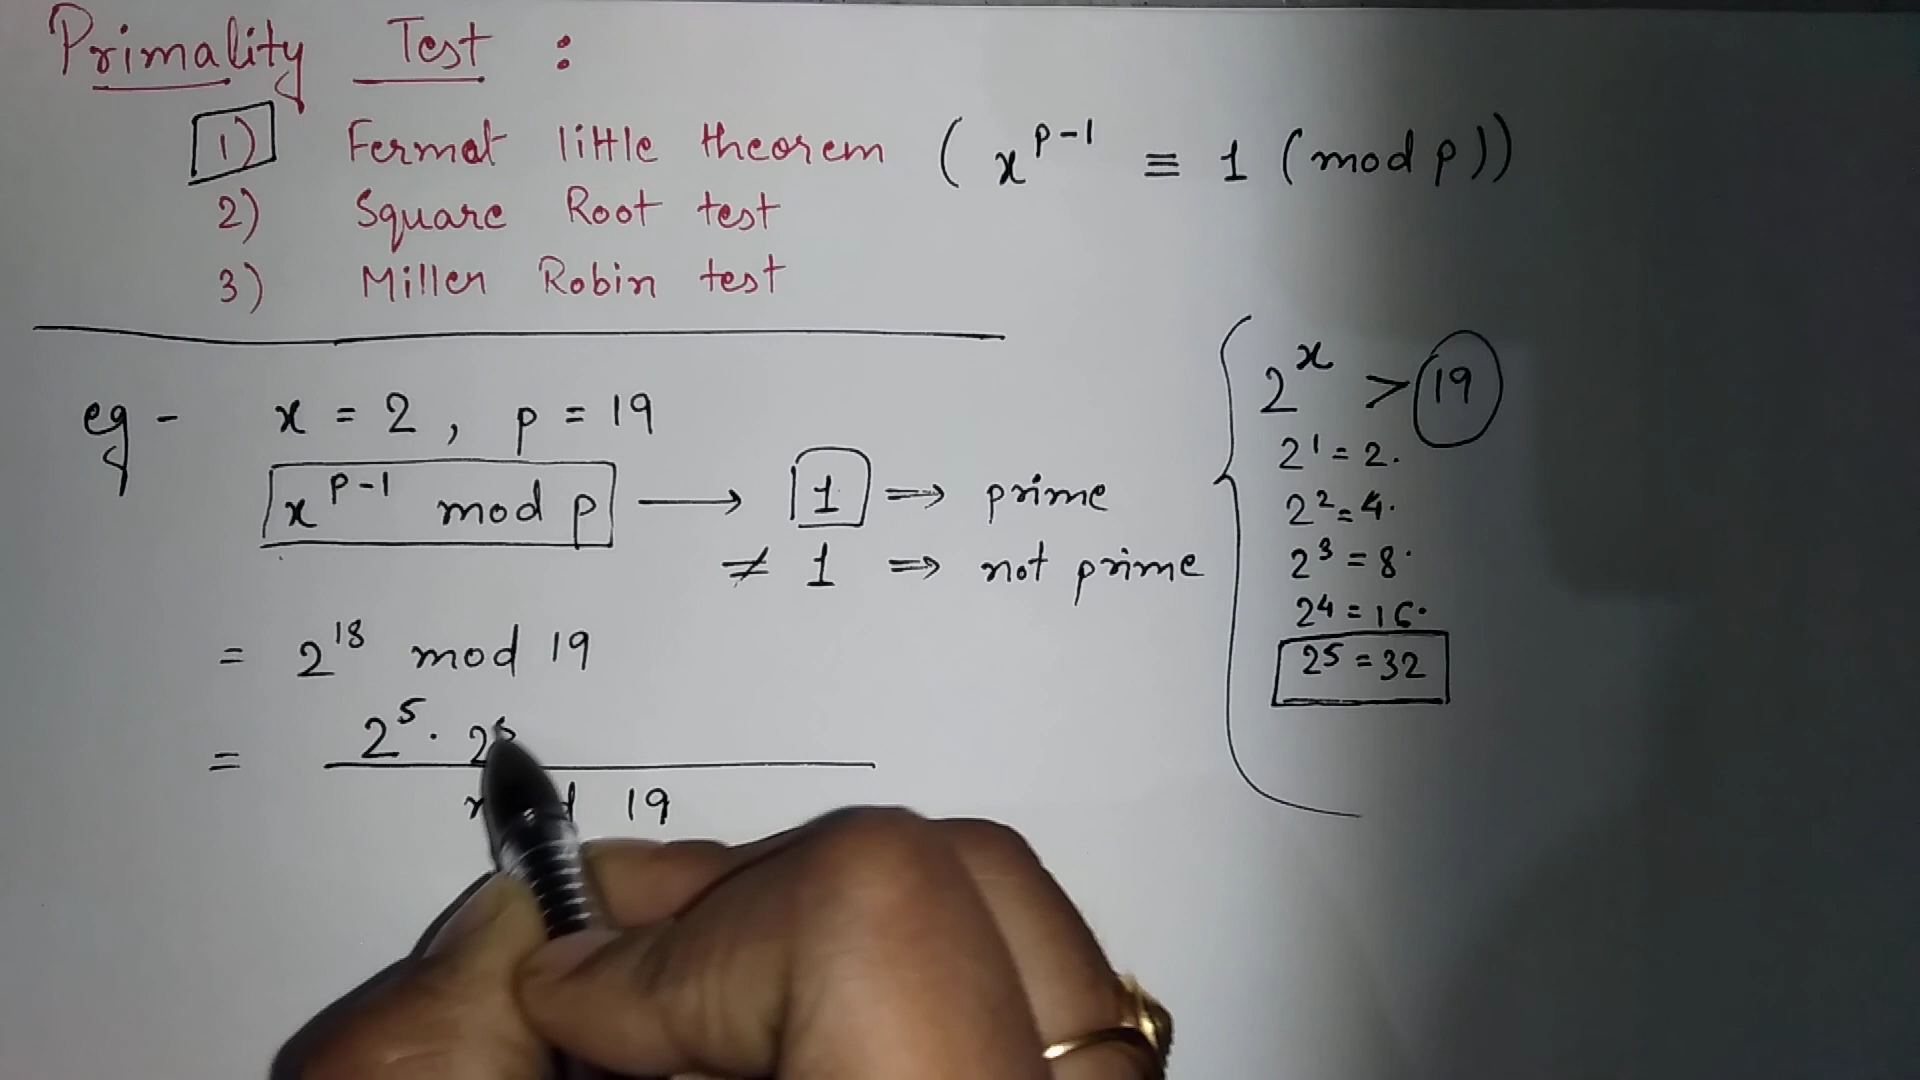 Primality Test :
1) Fermat little theorem ( x^{p-1} ≡ 1 (mod p))
2) Square Root test
3) Miller Robin test
eg - x = 2 , p = 19
x^{p-1} mod p → 1 ⇒ prime
≠ 1 ⇒ not prime
= 2^{18} mod 19
= 2^5 . 2
19
2^x > 19
2^1 = 2.
2^2 = 4.
2^3 = 8.
2^4 = 16.
2^5 = 32